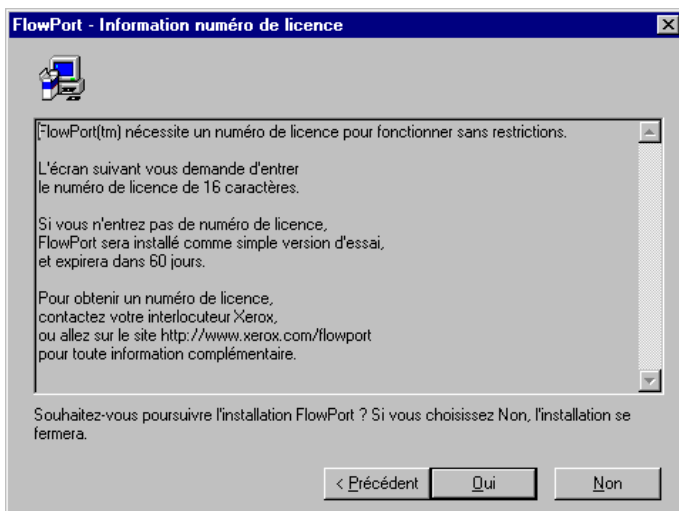 FlowPort - Information numéro de licence
FlowPort(tm) nécessite un numéro de licence pour fonctionner sans restrictions.
L'écran suivant vous demande d'entrer
le numéro de licence de 16 caractères.
Si vous n'entrez pas de numéro de licence,
FlowPort sera installé comme simple version d'essai,
et expirera dans 60 jours.
Pour obtenir un numéro de licence,
contactez votre interlocuteur Xerox,
ou allez sur le site http://www.xerox.com/flowport
pour toute information complémentaire.
Souhaitez-vous poursuivre l'installation FlowPort ? Si vous choisissez Non, l'installation se
fermera.
< Précédent
Oui
Non